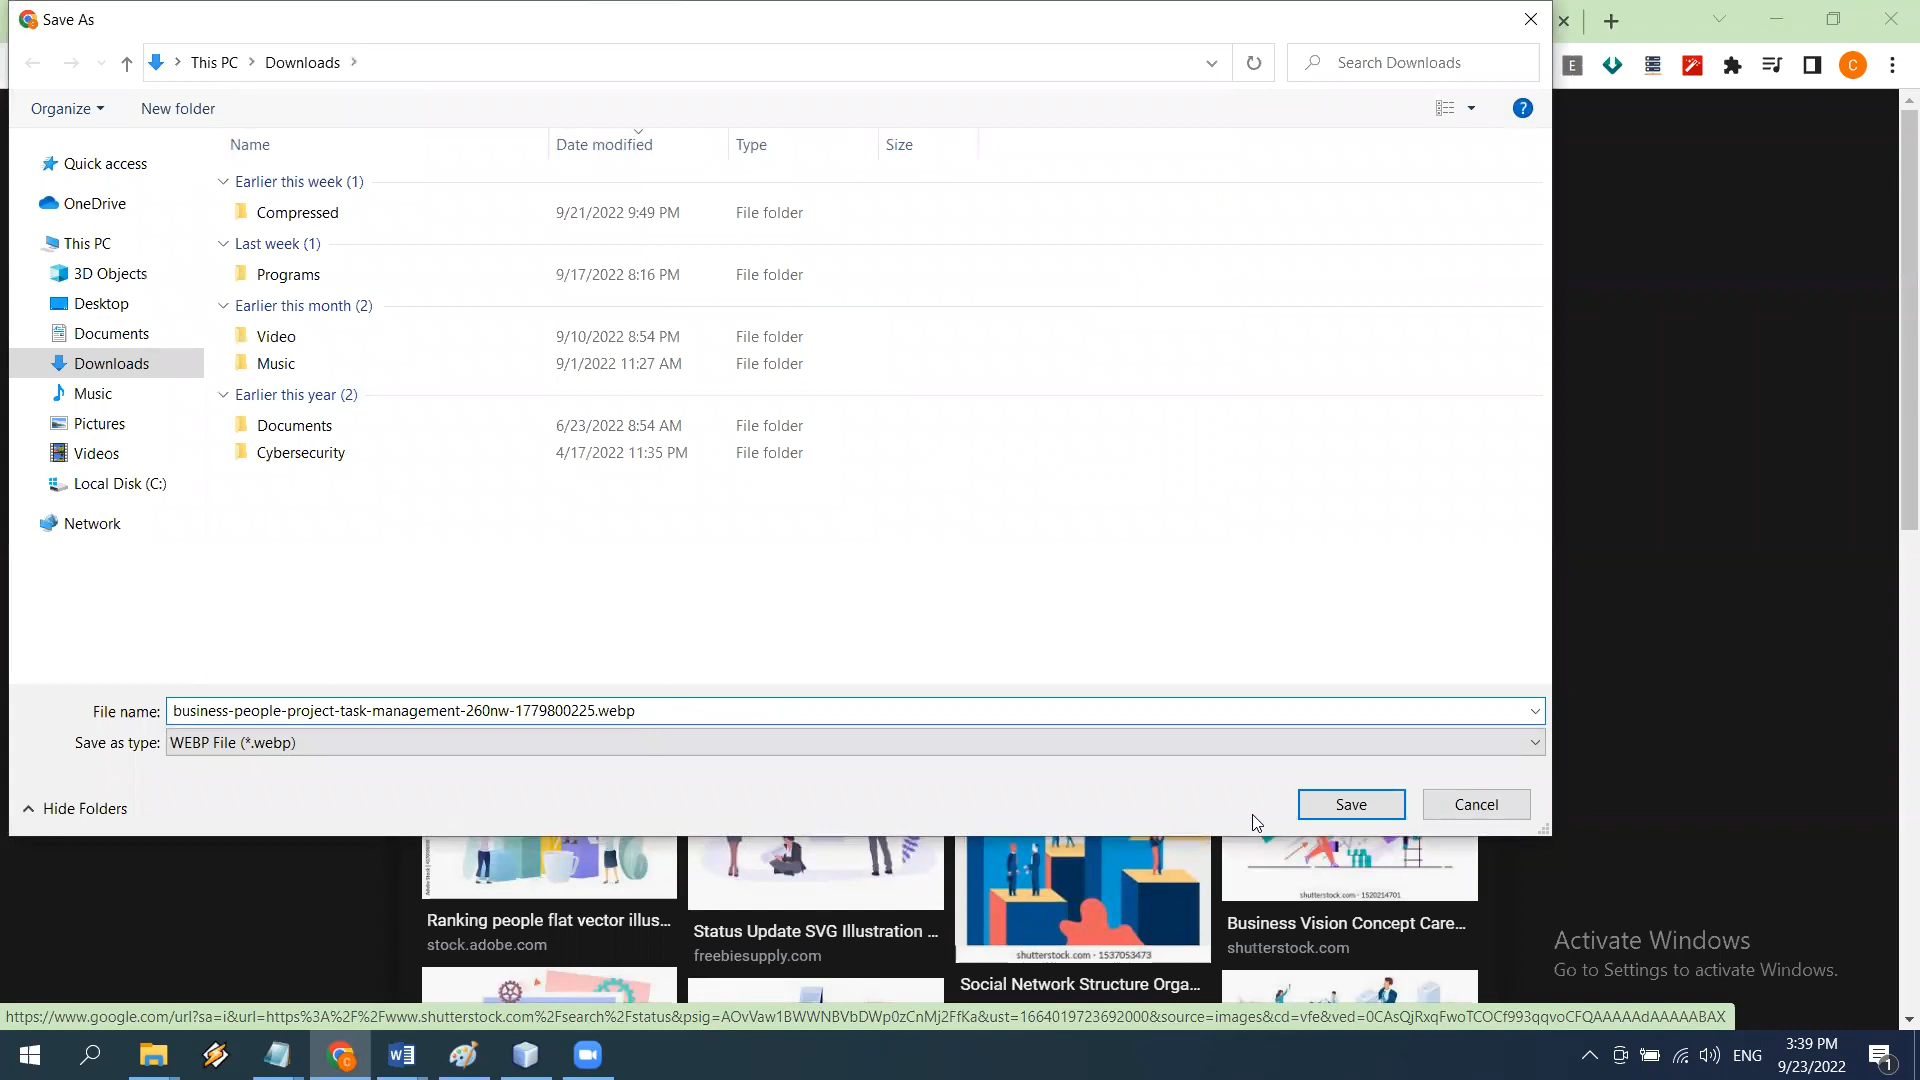 Save As
This PC > Downloads >
Search Downloads
E
C
Organize
New folder
?
Name
Date modified
Type
Size
Quick access
OneDrive
This PC
3D Objects
Desktop
Documents
Downloads
Music
Pictures
Videos
Local Disk (C:)
Network
Earlier this week (1)
Compressed 9/21/2022 9:49 PM File folder
Last week (1)
Programs 9/17/2022 8:16 PM File folder
Earlier this month (2)
Video 9/10/2022 8:54 PM File folder
Music 9/1/2022 11:27 AM File folder
Earlier this year (2)
Documents 6/23/2022 8:54 AM File folder
Cybersecurity 4/17/2022 11:35 PM File folder
File name: business-people-project-task-management-260nw-1779800225.webp
Save as type: WEBP File (*.webp)
Hide Folders
Save
Cancel
shutterstock.com · 1520214701
shutterstock.com · 1537053473
Ranking people flat vector illus...
stock.adobe.com
Status Update SVG Illustration ...
freebiesupply.com
Social Network Structure Orga...
Business Vision Concept Care...
shutterstock.com
Activate Windows
Go to Settings to activate Windows.
https://www.google.com/url?sa=i&url=https%3A%2F%2Fwww.shutterstock.com%2Fsearch%2Fstatus&psig=AOvVaw1BWWNBVbDWp0zCnMj2FfKa&ust=1664019723692000&source=images&cd=vfe&ved=0CAsQjRxqFwoTCOCf993qqvoCFQAAAAAdAAAAABAX
ENG
3:39 PM
9/23/2022
1